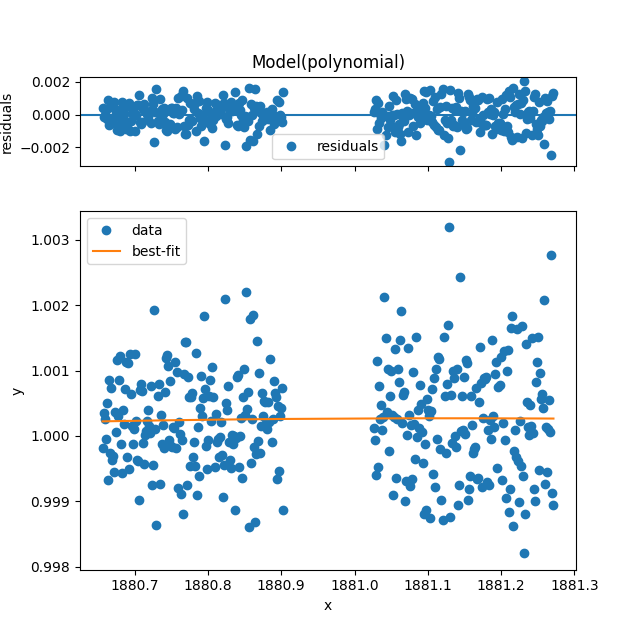 Model(polynomial)
0.002
0.000
−0.002
residuals
residuals
1.003
1.002
1.001
1.000
0.999
0.998
y
data
best-fit
1880.7 1880.8 1880.9 1881.0 1881.1 1881.2 1881.3
x